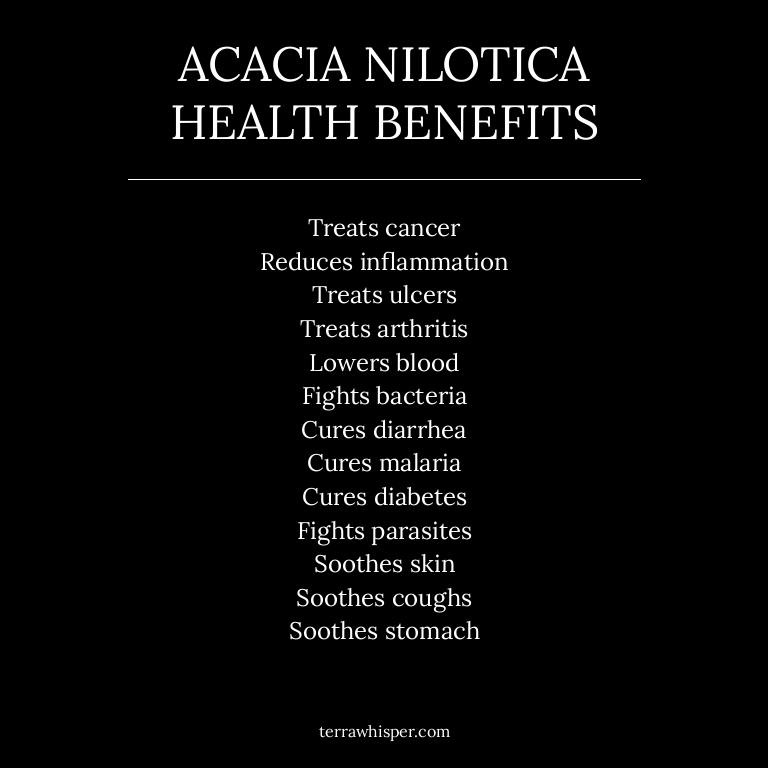 ACACIA NILOTICA
HEALTH BENEFITS
Treats cancer
Reduces inflammation
Treats ulcers
Treats arthritis
Lowers blood
Fights bacteria
Cures diarrhea
Cures malaria
Cures diabetes
Fights parasites
Soothes skin
Soothes coughs
Soothes stomach
terrawhisper.com